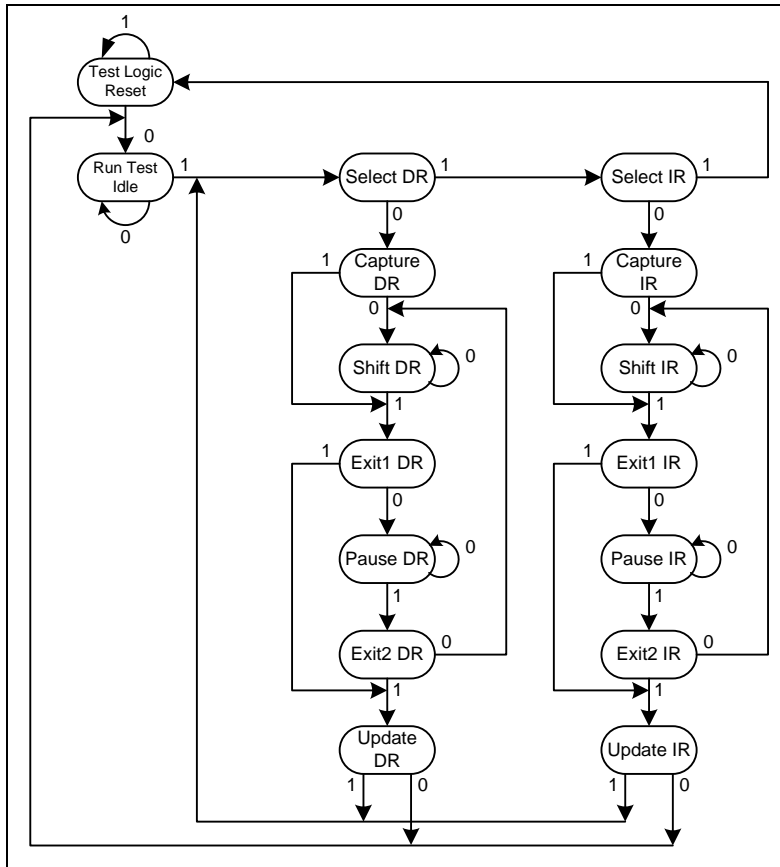 1
Test Logic
Reset
0
Run Test
Idle
1
0
Select DR
1
Select IR
1
0
0
Capture
DR
1
0
Capture
IR
1
0
Shift DR
0
Shift IR
0
1
1
Exit1 DR
1
Exit1 IR
1
0
0
Pause DR
0
Pause IR
0
1
1
Exit2 DR
0
Exit2 IR
0
1
1
Update
DR
Update IR
1
0
1
0